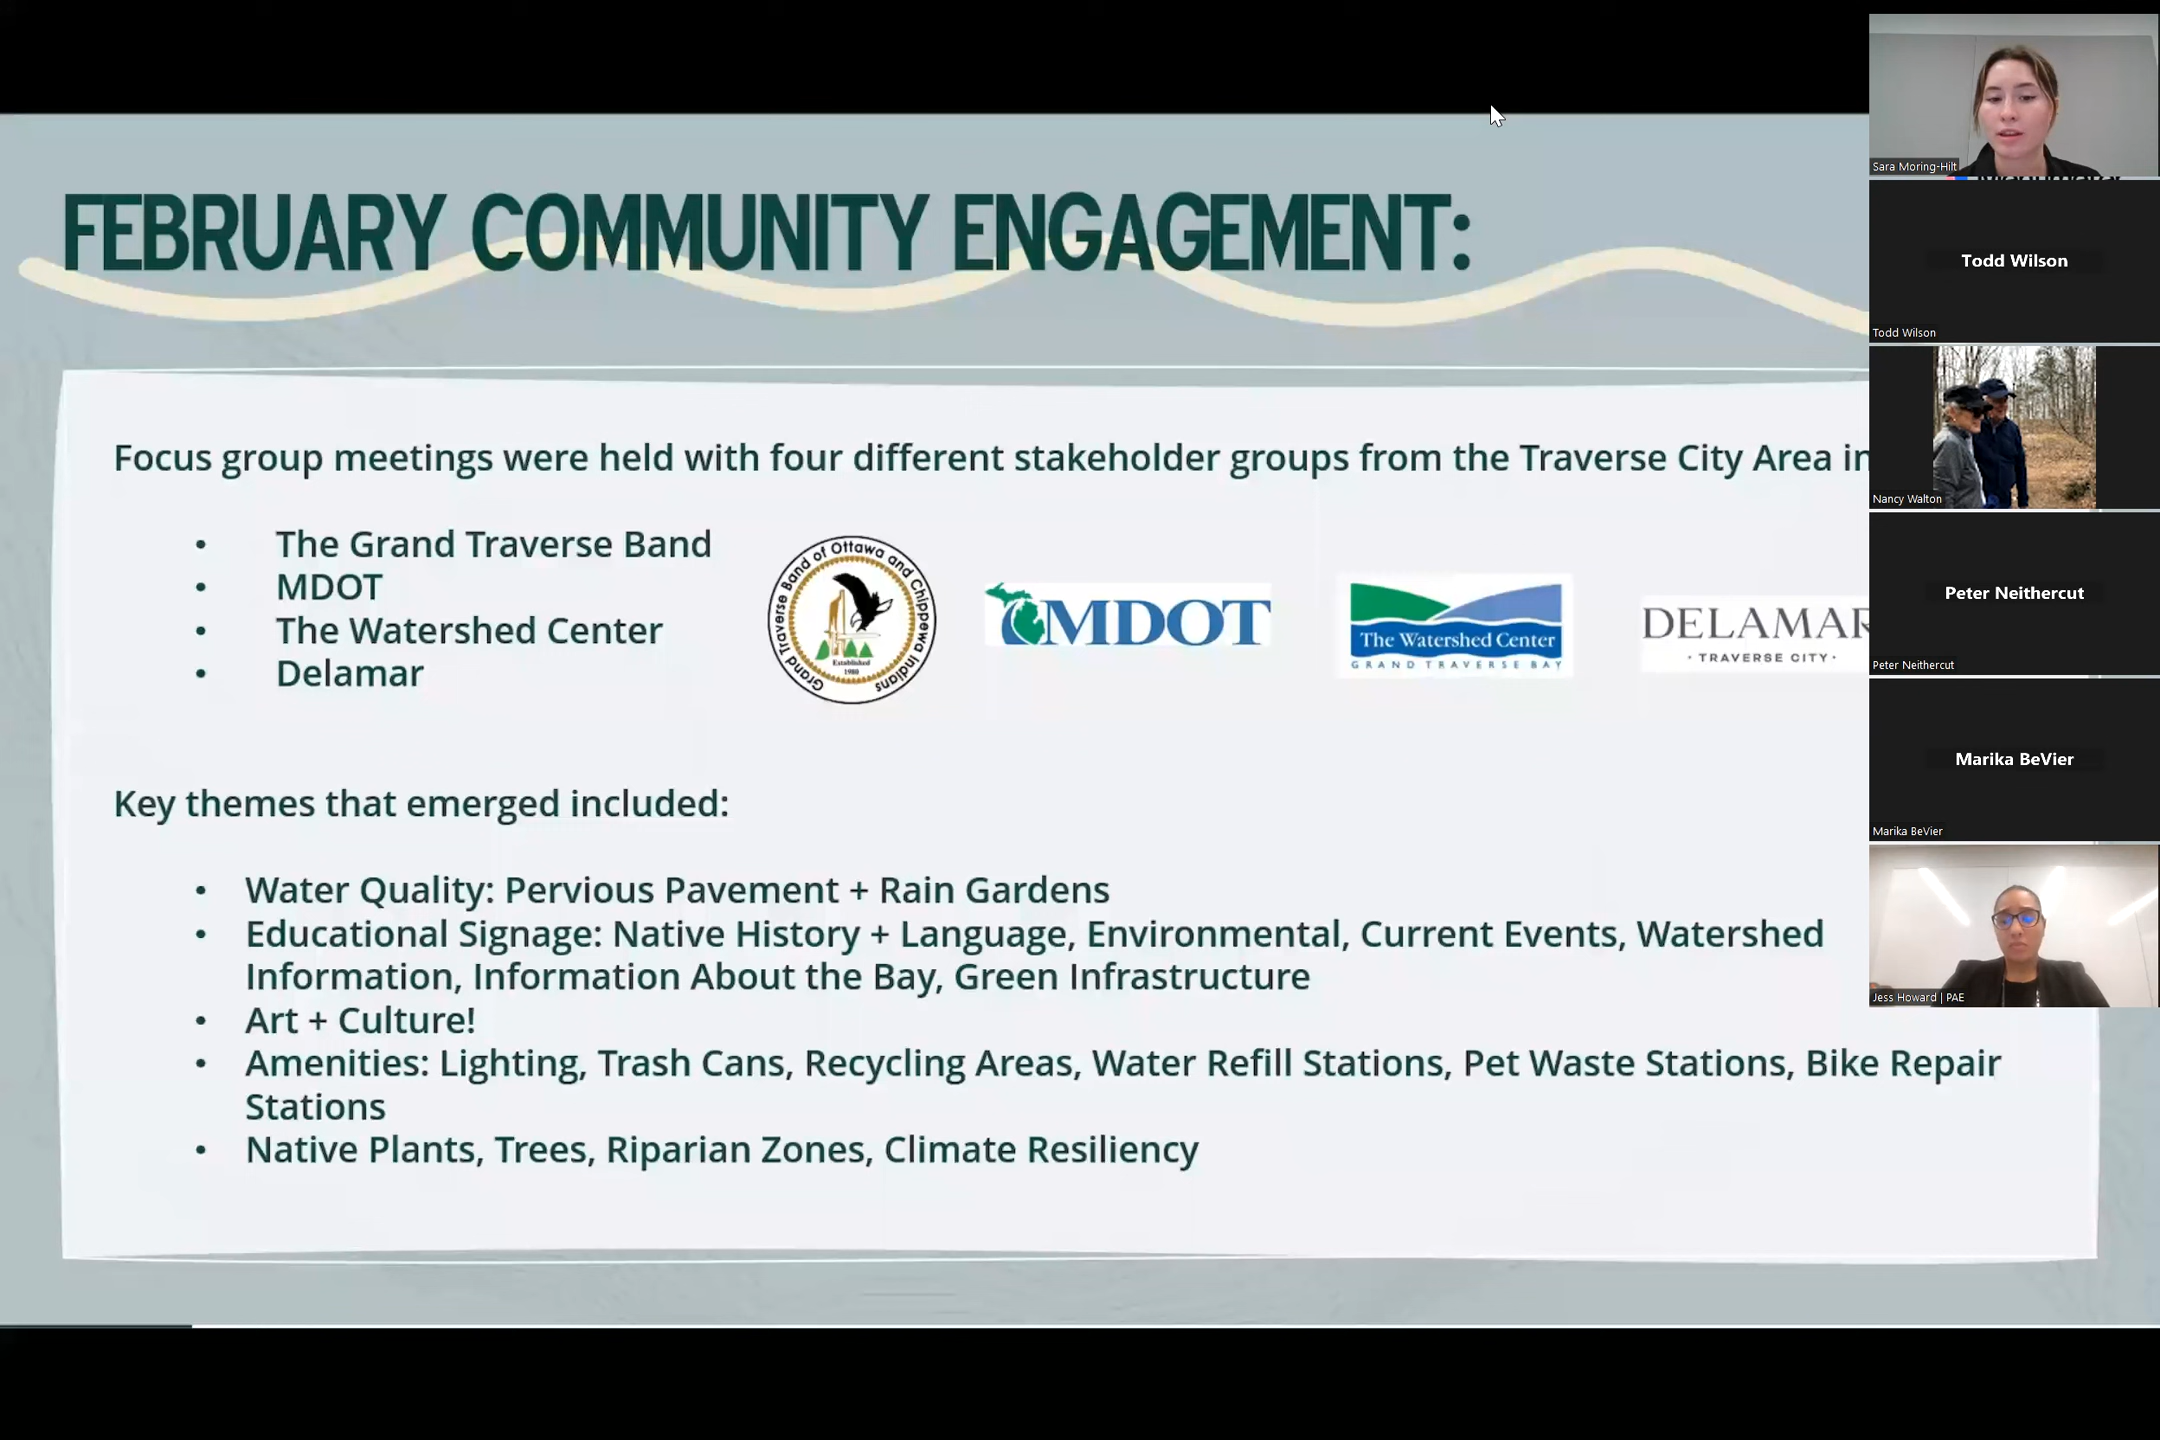 FEBRUARY COMMUNITY ENGAGEMENT:
Focus group meetings were held with four different stakeholder groups from the Traverse City Area in
• The Grand Traverse Band
• MDOT
• The Watershed Center
• Delamar
Grand Traverse Band of Ottawa and Chippewa Indians
Established
1980
MDOT
The Watershed Center
GRAND TRAVERSE BAY
DELAMAR
· TRAVERSE CITY ·
Key themes that emerged included:
• Water Quality: Pervious Pavement + Rain Gardens
• Educational Signage: Native History + Language, Environmental, Current Events, Watershed
Information, Information About the Bay, Green Infrastructure
• Art + Culture!
• Amenities: Lighting, Trash Cans, Recycling Areas, Water Refill Stations, Pet Waste Stations, Bike Repair
Stations
• Native Plants, Trees, Riparian Zones, Climate Resiliency
Sara Moring-Hilt
Todd Wilson
Todd Wilson
Nancy Walton
Peter Neithercut
Peter Neithercut
Marika BeVier
Marika BeVier
Jess Howard | PAE